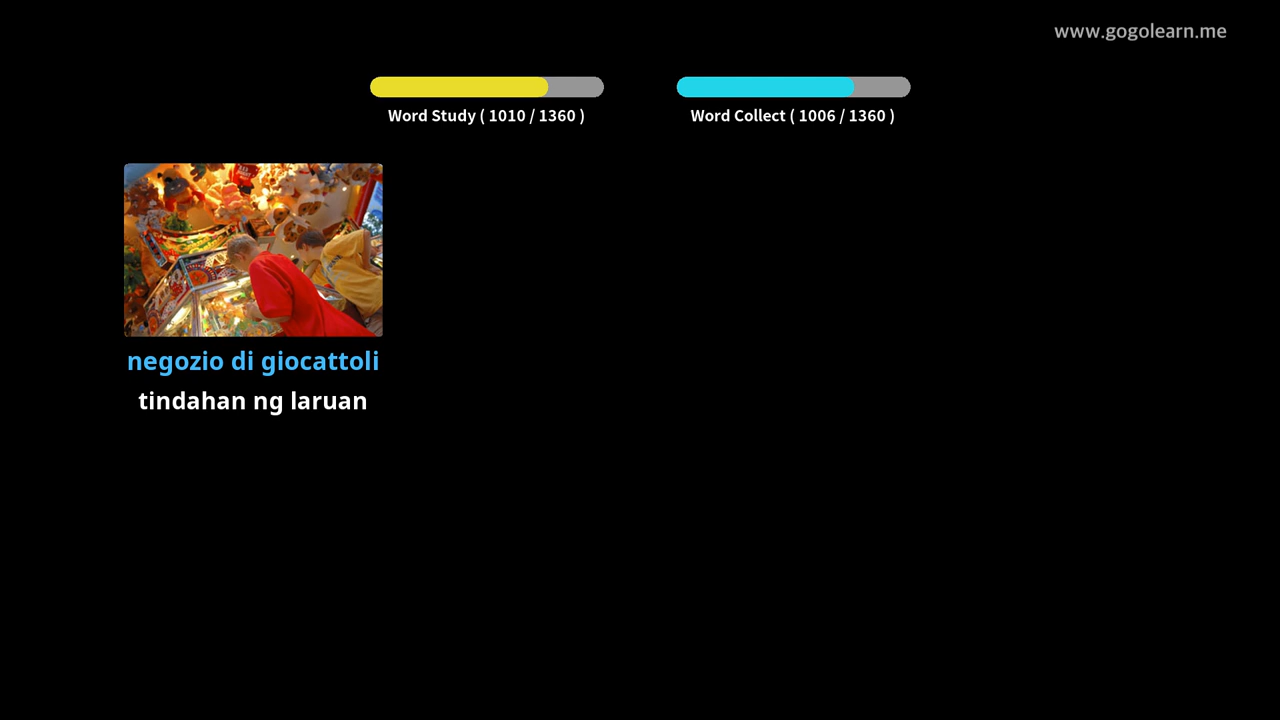 www.gogolearn.me
Word Study ( 1010 / 1360 )
Word Collect ( 1006 / 1360 )
negozio di giocattoli
tindahan ng laruan